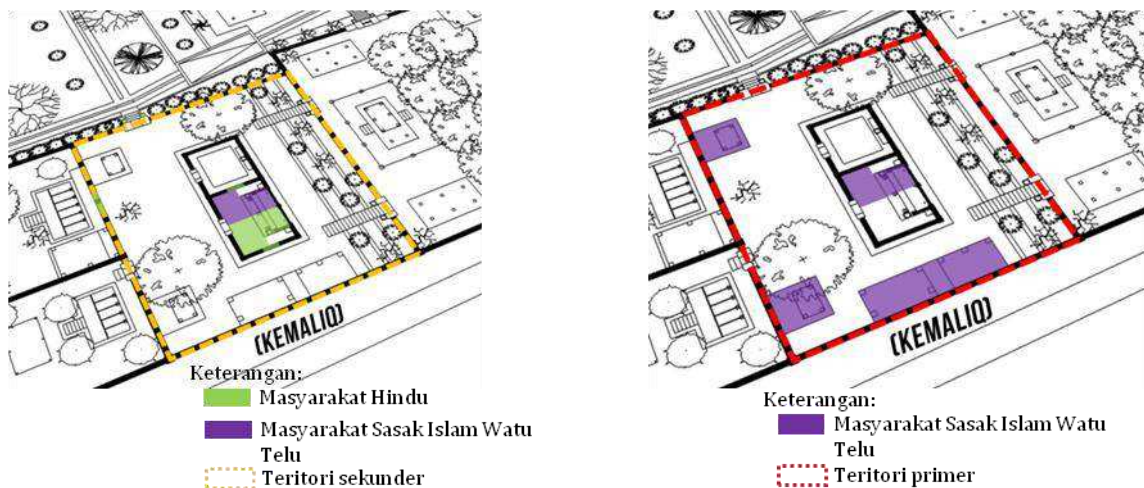 (KEMALIQ)
Keterangan:
Masyarakat Hindu
Masyarakat Sasak Islam Watu
Telu
Teritori sekunder
(KEMALIQ)
Keterangan:
Masyarakat Sasak Islam Watu
Telu
Teritori primer